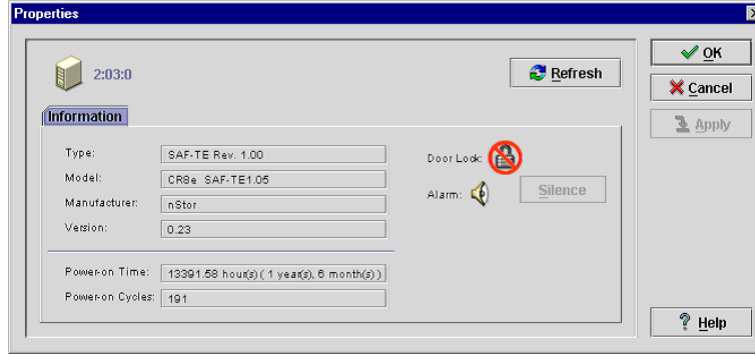 Properties
2:03:0
Refresh
OK
Cancel
Apply
Information
Type: SAF-TE Rev. 1.00
Model: CR8e SAF-TE1.05
Manufacturer: nStor
Version: 0.23
Door Lock:
Alarm: Silence
Power-on Time: 13391.58 hour(s) ( 1 year(s), 6 month(s) )
Power-on Cycles: 191
Help